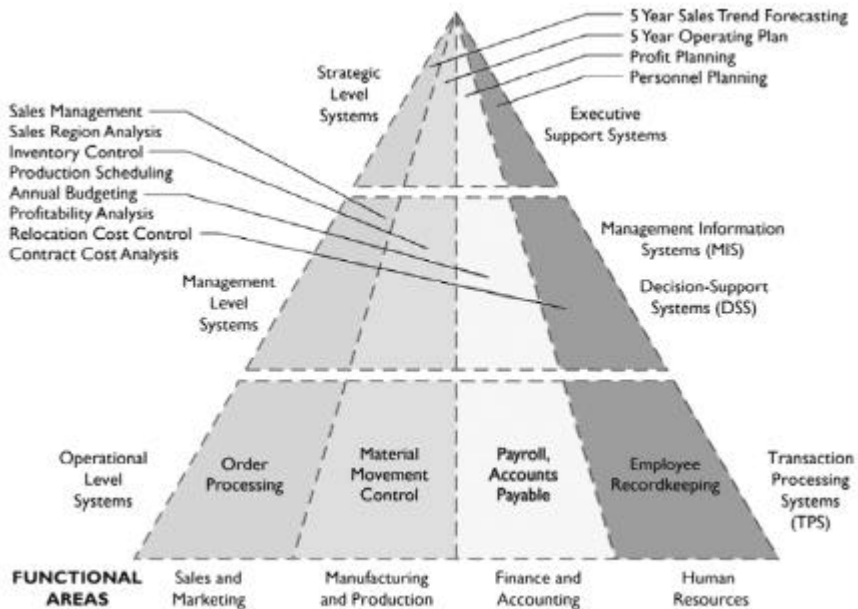 5 Year Sales Trend Forecasting
5 Year Operating Plan
Profit Planning
Personnel Planning
Strategic
Level
Systems
Executive
Support Systems
Sales Management
Sales Region Analysis
Inventory Control
Production Scheduling
Annual Budgeting
Profitability Analysis
Relocation Cost Control
Contract Cost Analysis
Management
Level
Systems
Management Information
Systems (MIS)
Decision-Support
Systems (DSS)
Operational
Level
Systems
Order
Processing
Material
Movement
Control
Payroll,
Accounts
Payable
Employee
Recordkeeping
Transaction
Processing
Systems
(TPS)
FUNCTIONAL
AREAS
Sales and
Marketing
Manufacturing
and Production
Finance and
Accounting
Human
Resources